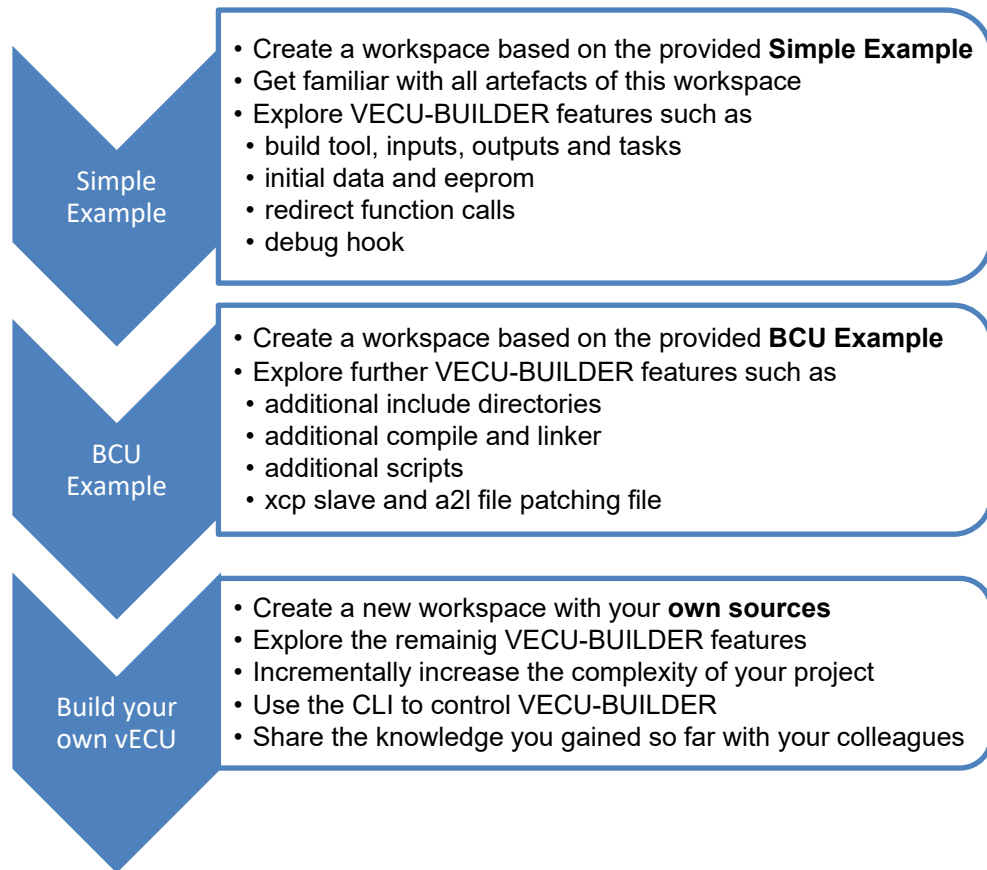 Simple
Example
• Create a workspace based on the provided Simple Example
• Get familiar with all artefacts of this workspace
• Explore VECU-BUILDER features such as
• build tool, inputs, outputs and tasks
• initial data and eeprom
• redirect function calls
• debug hook
BCU
Example
• Create a workspace based on the provided BCU Example
• Explore further VECU-BUILDER features such as
• additional include directories
• additional compile and linker
• additional scripts
• xcp slave and a2l file patching file
Build your
own vECU
• Create a new workspace with your own sources
• Explore the remainig VECU-BUILDER features
• Incrementally increase the complexity of your project
• Use the CLI to control VECU-BUILDER
• Share the knowledge you gained so far with your colleagues